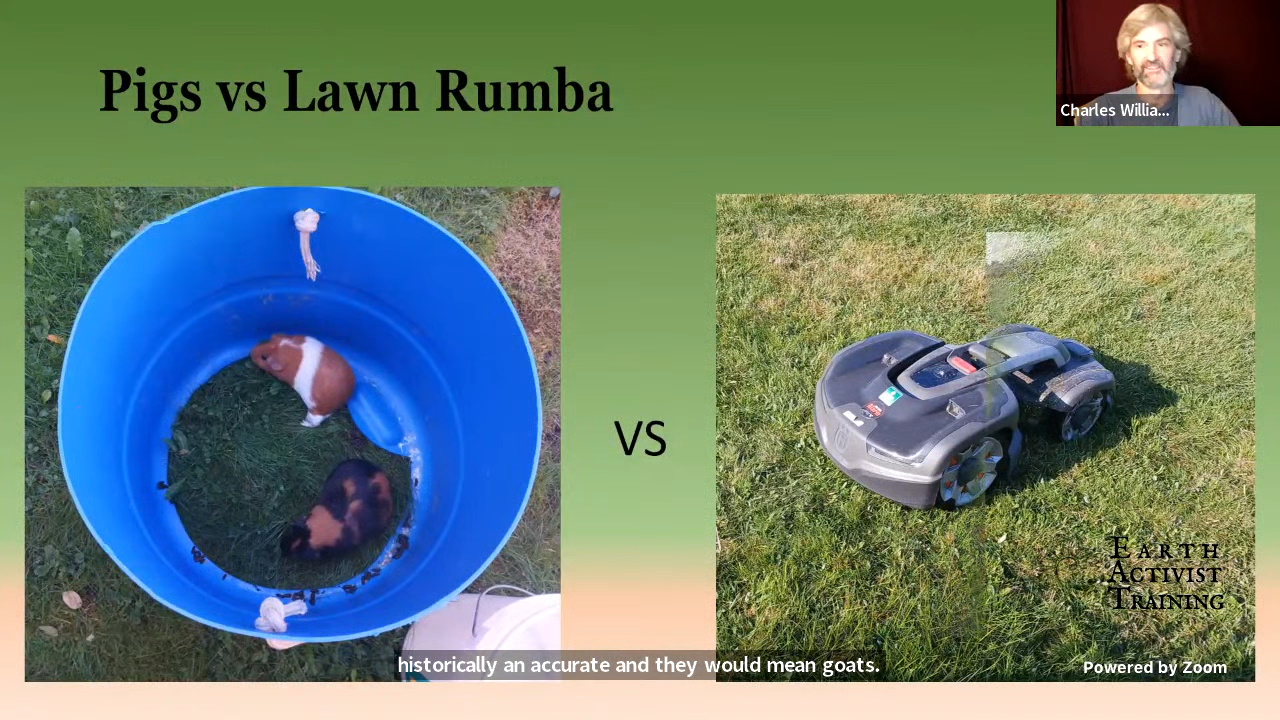 Pigs vs Lawn Rumba
Charles Willia...
VS
EARTH
ACTIVIST
TRAINING
historically an accurate and they would mean goats.
Powered by Zoom